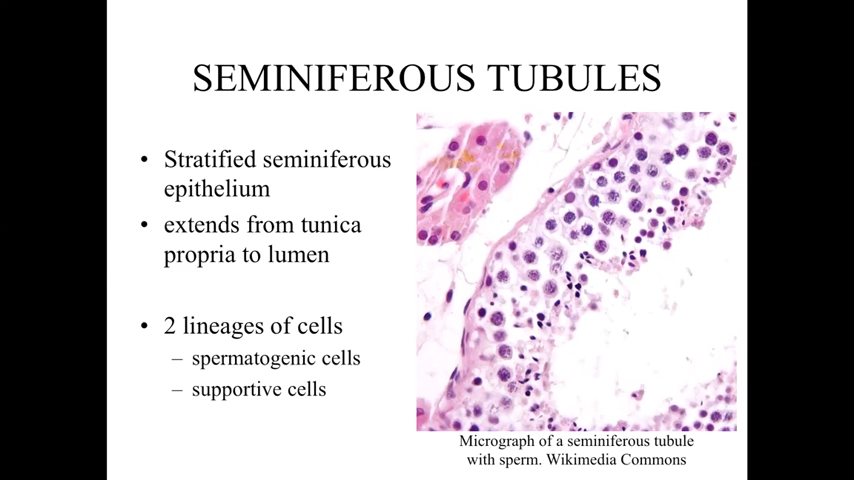 SEMINIFEROUS TUBULES
• Stratified seminiferous
epithelium
• extends from tunica
propria to lumen
• 2 lineages of cells
– spermatogenic cells
– supportive cells
Micrograph of a seminiferous tubule
with sperm. Wikimedia Commons